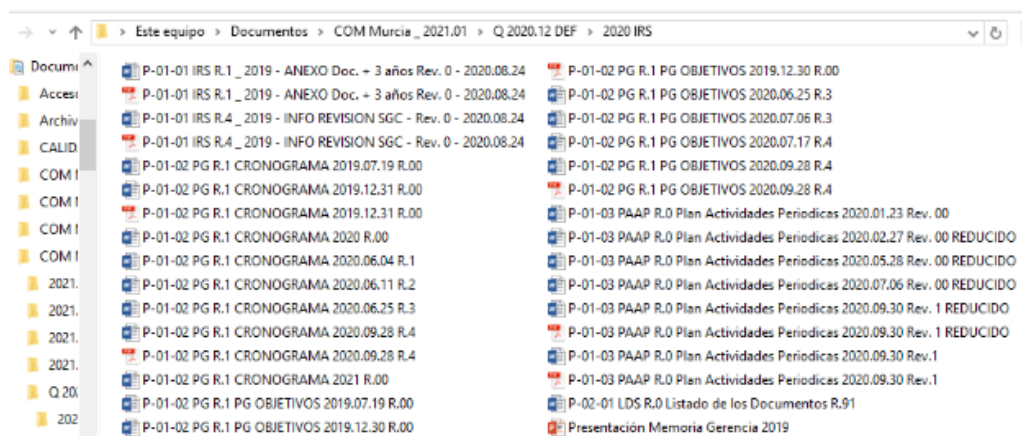 Este equipo > Documentos > COM Murcia _ 2021.01 > Q 2020.12 DEF > 2020 IRS
Docume
Acceso
Archiv
CALID
COM
COM
COM
COM
2021.
2021.
2021.
2021.
Q 20
202
P-01-01 IRS R.1 _ 2019 - ANEXO Doc. + 3 años Rev. 0 - 2020.08.24
P-01-01 IRS R.1 _ 2019 - ANEXO Doc. + 3 años Rev. 0 - 2020.08.24
P-01-01 IRS R.4 _ 2019 - INFO REVISION SGC - Rev. 0 - 2020.08.24
P-01-01 IRS R.4 _ 2019 - INFO REVISION SGC - Rev. 0 - 2020.08.24
P-01-02 PG R.1 CRONOGRAMA 2019.07.19 R.00
P-01-02 PG R.1 CRONOGRAMA 2019.12.31 R.00
P-01-02 PG R.1 CRONOGRAMA 2019.12.31 R.00
P-01-02 PG R.1 CRONOGRAMA 2020 R.00
P-01-02 PG R.1 CRONOGRAMA 2020.06.04 R.1
P-01-02 PG R.1 CRONOGRAMA 2020.06.11 R.2
P-01-02 PG R.1 CRONOGRAMA 2020.06.25 R.3
P-01-02 PG R.1 CRONOGRAMA 2020.09.28 R.4
P-01-02 PG R.1 CRONOGRAMA 2020.09.28 R.4
P-01-02 PG R.1 CRONOGRAMA 2021 R.00
P-01-02 PG R.1 PG OBJETIVOS 2019.07.19 R.00
P-01-02 PG R.1 PG OBJETIVOS 2019.12.30 R.00
P-01-02 PG R.1 PG OBJETIVOS 2019.12.30 R.00
P-01-02 PG R.1 PG OBJETIVOS 2020.06.25 R.3
P-01-02 PG R.1 PG OBJETIVOS 2020.07.06 R.3
P-01-02 PG R.1 PG OBJETIVOS 2020.07.17 R.4
P-01-02 PG R.1 PG OBJETIVOS 2020.09.28 R.4
P-01-02 PG R.1 PG OBJETIVOS 2020.09.28 R.4
P-01-03 PAAP R.0 Plan Actividades Periodicas 2020.01.23 Rev. 00
P-01-03 PAAP R.0 Plan Actividades Periodicas 2020.02.27 Rev. 00 REDUCIDO
P-01-03 PAAP R.0 Plan Actividades Periodicas 2020.05.28 Rev. 00 REDUCIDO
P-01-03 PAAP R.0 Plan Actividades Periodicas 2020.07.06 Rev. 00 REDUCIDO
P-01-03 PAAP R.0 Plan Actividades Periodicas 2020.09.30 Rev. 1 REDUCIDO
P-01-03 PAAP R.0 Plan Actividades Periodicas 2020.09.30 Rev. 1 REDUCIDO
P-01-03 PAAP R.0 Plan Actividades Periodicas 2020.09.30 Rev.1
P-01-03 PAAP R.0 Plan Actividades Periodicas 2020.09.30 Rev.1
P-02-01 LDS R.0 Listado de los Documentos R.91
Presentación Memoria Gerencia 2019